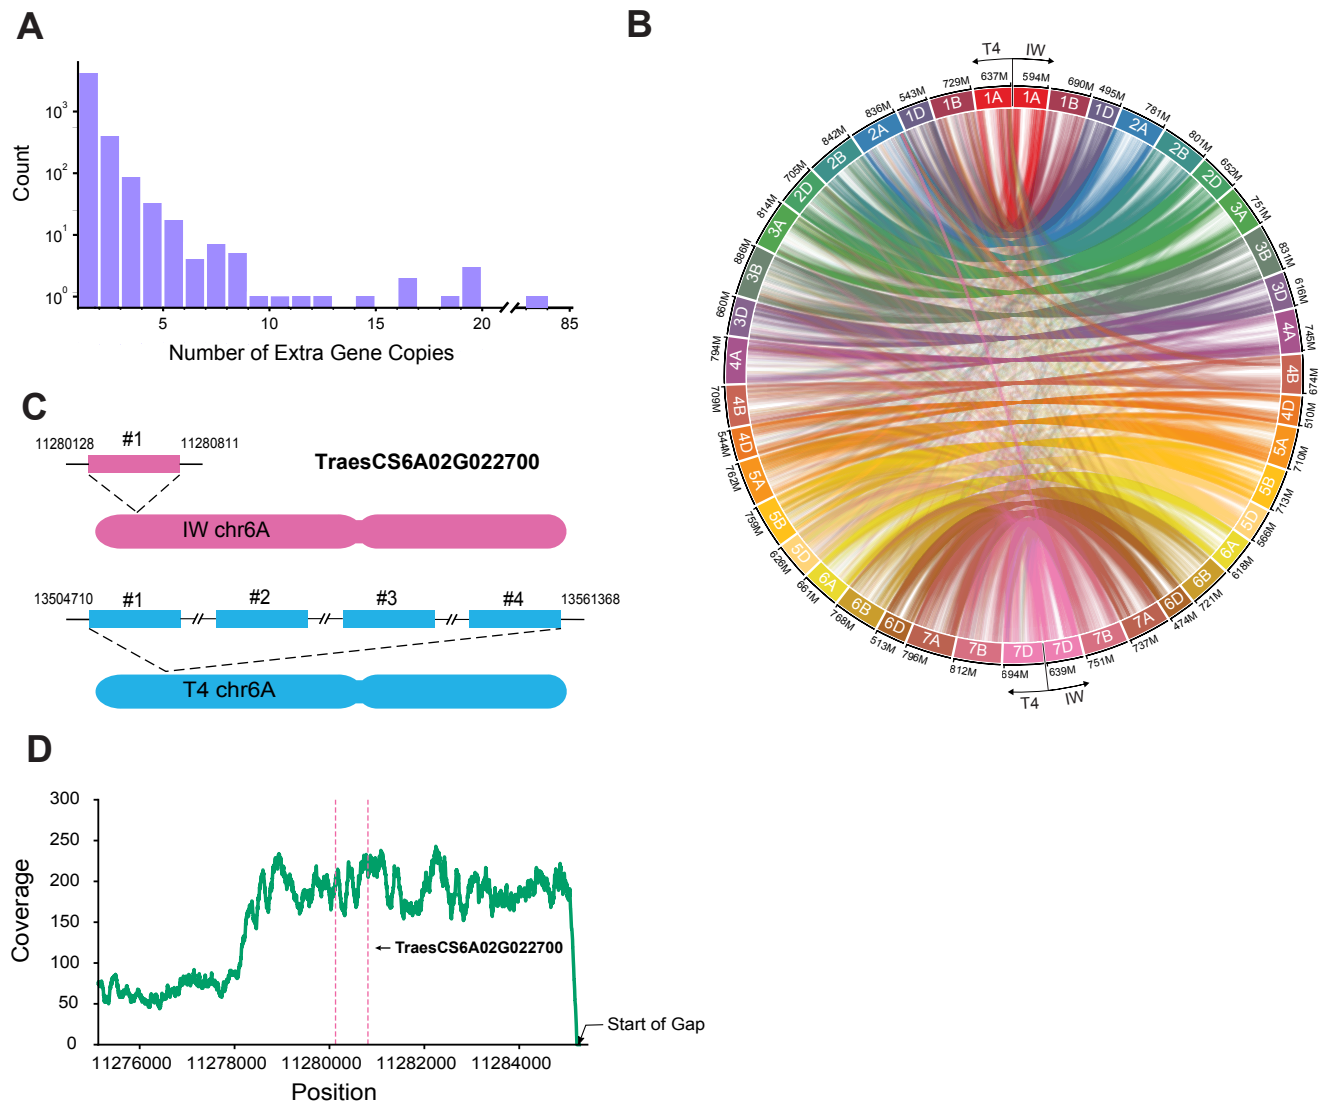 A
Count
10³
10²
10¹
10⁰
5
10
15
20
85
Number of Extra Gene Copies
B
T4
IW
637M
594M
729M
690M
543M
495M
836M
781M
842M
801M
705M
652M
814M
751M
886M
831M
660M
616M
794M
745M
709M
674M
544M
510M
762M
710M
759M
713M
626M
566M
661M
618M
768M
721M
513M
474M
796M
737M
812M
751M
694M
639M
1A
1A
1B
1B
1D
1D
2A
2A
2B
2B
2D
2D
3A
3A
3B
3B
3D
3D
4A
4A
4B
4B
4D
4D
5A
5A
5B
5B
5D
5D
6A
6A
6B
6B
6D
6D
7A
7A
7B
7B
7D
7D
T4
IW
C
11280128
#1
11280811
TraesCS6A02G022700
IW chr6A
13504710
#1
#2
#3
#4
13561368
T4 chr6A
D
Coverage
300
250
200
150
100
50
0
TraesCS6A02G022700
Start of Gap
11276000
11278000
11280000
11282000
11284000
Position